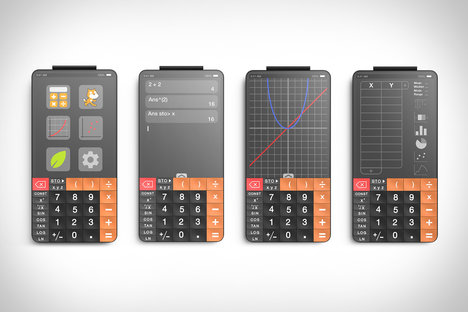 STO▸ ( ) ÷
x y z
CONST 7 8 9 ×
SIN 4 5 6 −
COS
TAN 1 2 3 +
LOG
LN +/− 0 . =
2 + 2
4
Ans^(2)
16
Ans sto> x
16
STO▸ ( ) ÷
x y z
CONST 7 8 9 ×
SIN 4 5 6 −
COS
TAN 1 2 3 +
LOG
LN +/− 0 . =
STO▸ ( ) ÷
x y z
CONST 7 8 9 ×
SIN 4 5 6 −
COS
TAN 1 2 3 +
LOG
LN +/− 0 . =
X Y
STO▸ ( ) ÷
x y z
CONST 7 8 9 ×
SIN 4 5 6 −
COS
TAN 1 2 3 +
LOG
LN +/− 0 . =